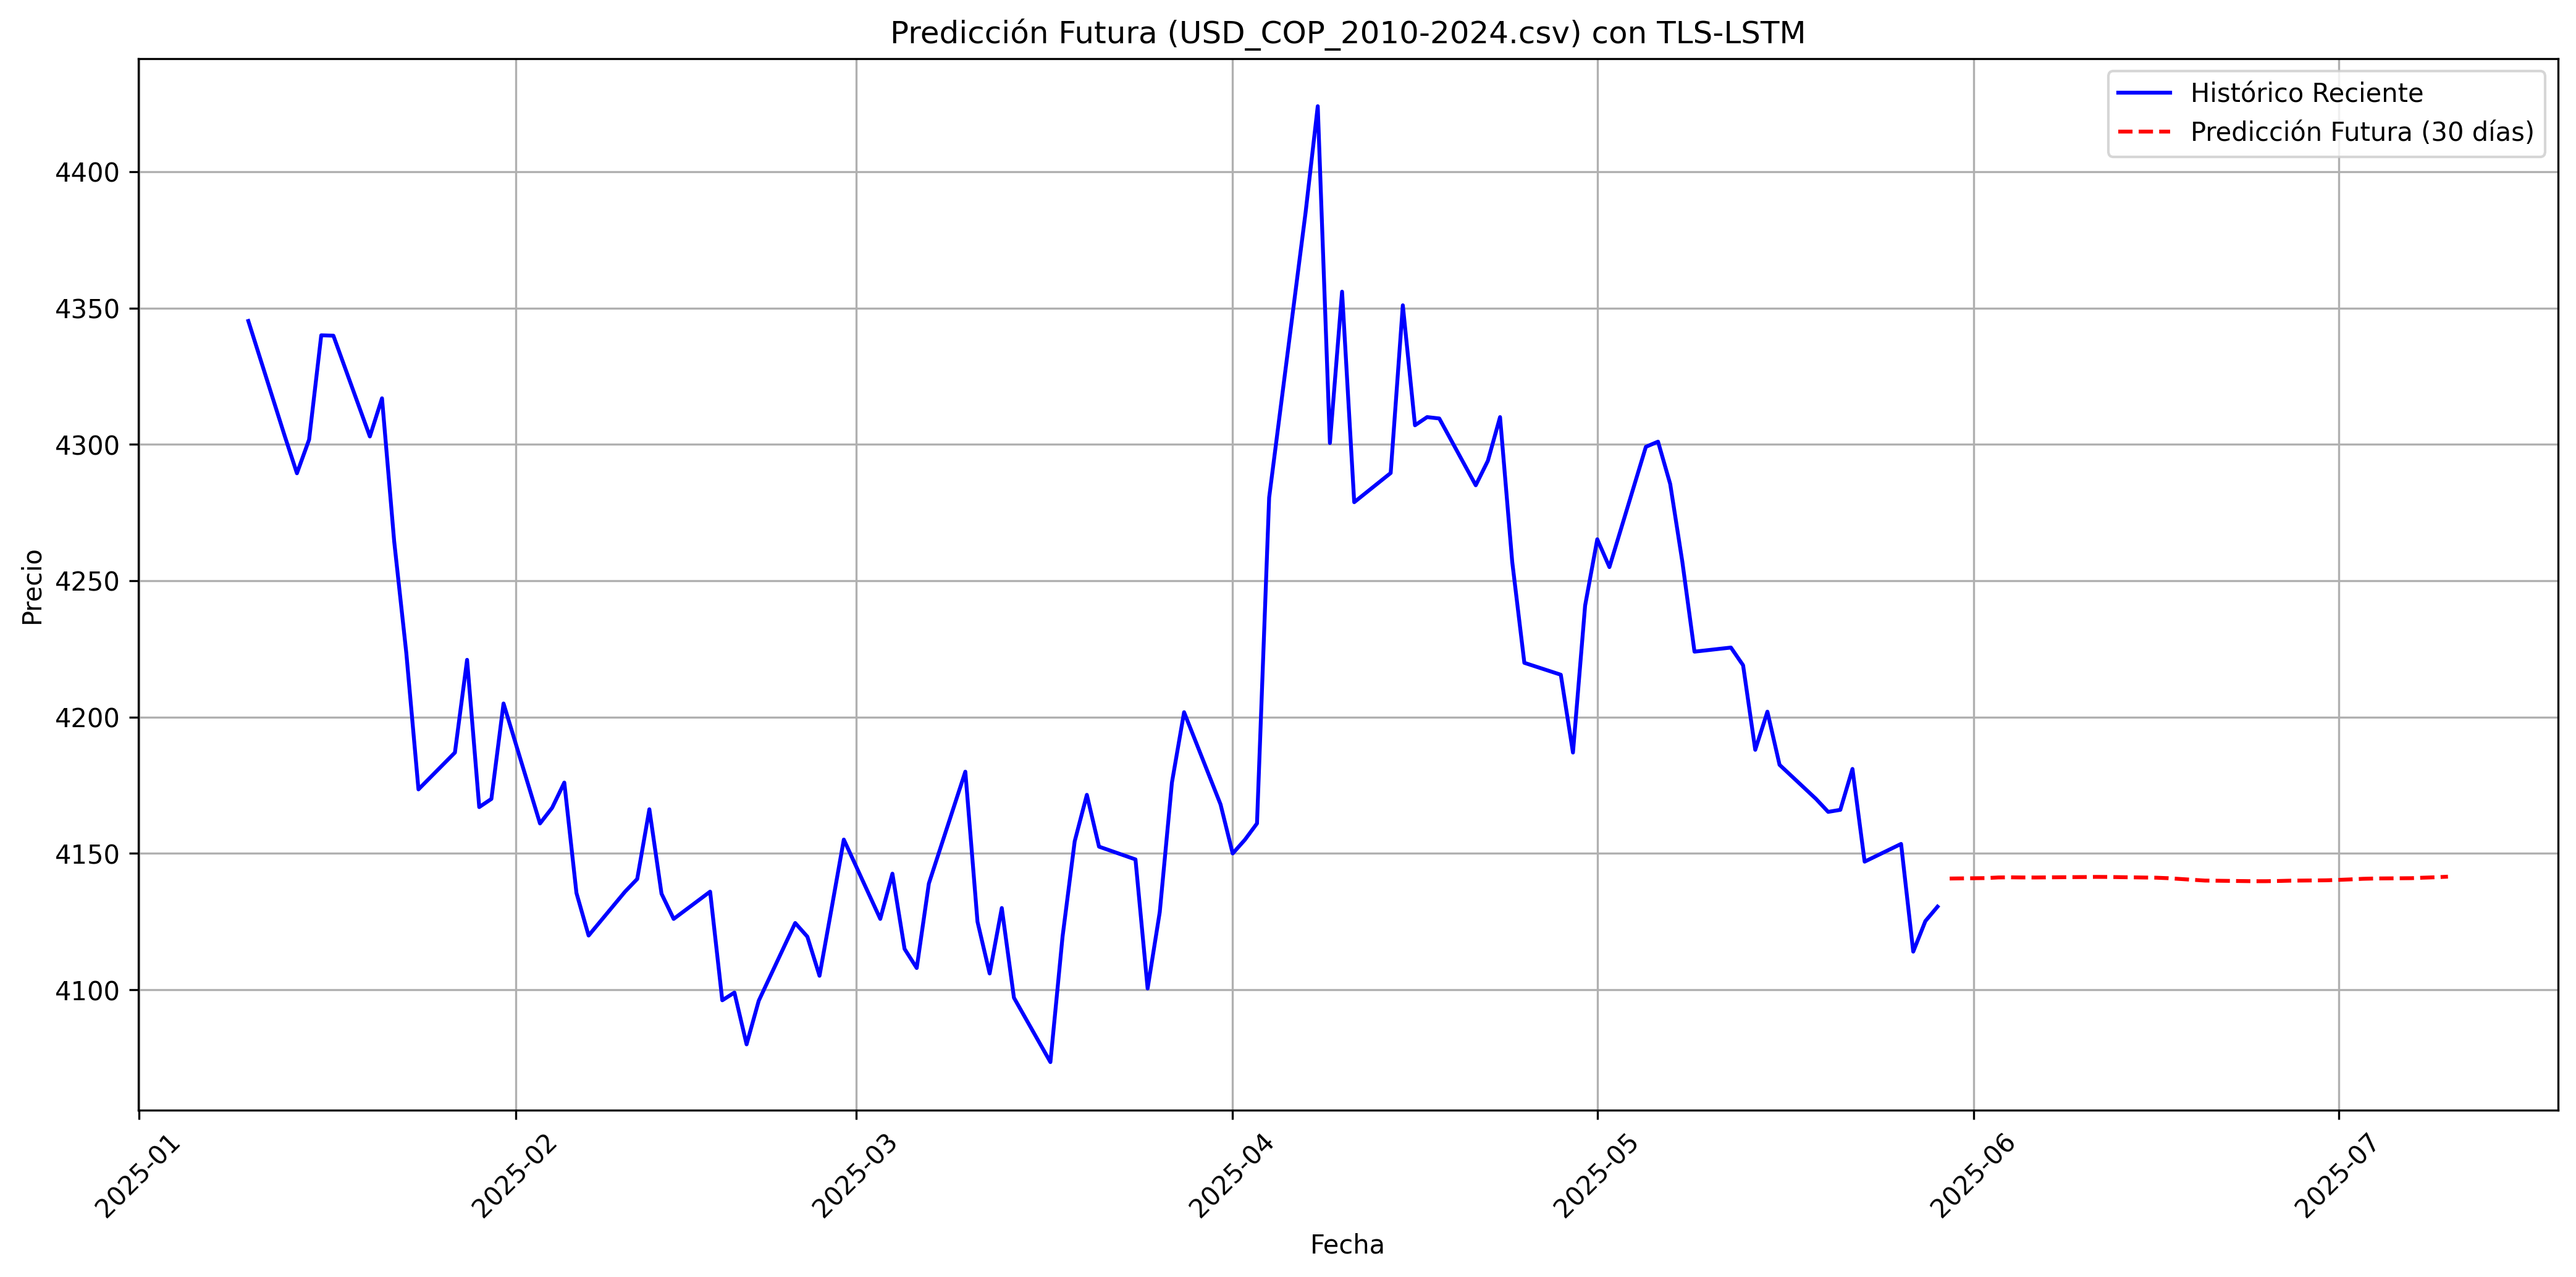 Predicción Futura (USD_COP_2010-2024.csv) con TLS-LSTM
Histórico Reciente
Predicción Futura (30 días)
Precio
4400
4350
4300
4250
4200
4150
4100
2025-01
2025-02
2025-03
2025-04
2025-05
2025-06
2025-07
Fecha